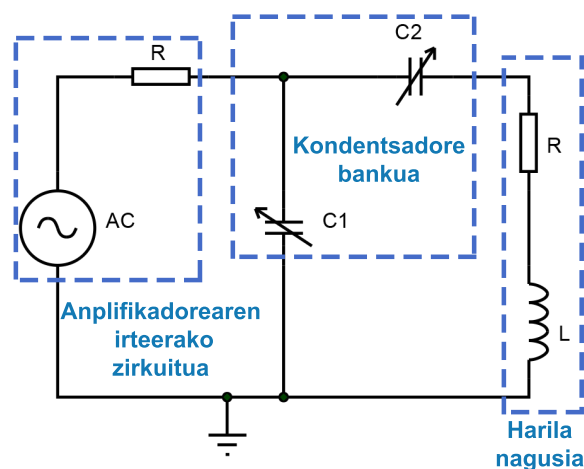 C2
R
Kondentsadore
bankua
R
AC
C1
Anplifikadorearen
irteerako
zirkuitua
L
Harila
nagusia